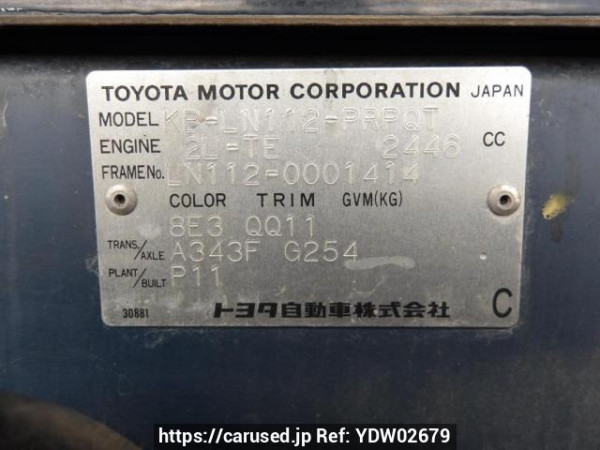 TOYOTA MOTOR CORPORATION JAPAN
MODEL KB-LN112-PRPQT
ENGINE 2L-TE 2446 CC
FRAME No. LN112-0001414
COLOR TRIM GVM(KG)
8E3 QQ11
TRANS./AXLE A343F G254
PLANT/BUILT P11
30881 トヨタ自動車株式会社 C
https://carused.jp Ref: YDW02679